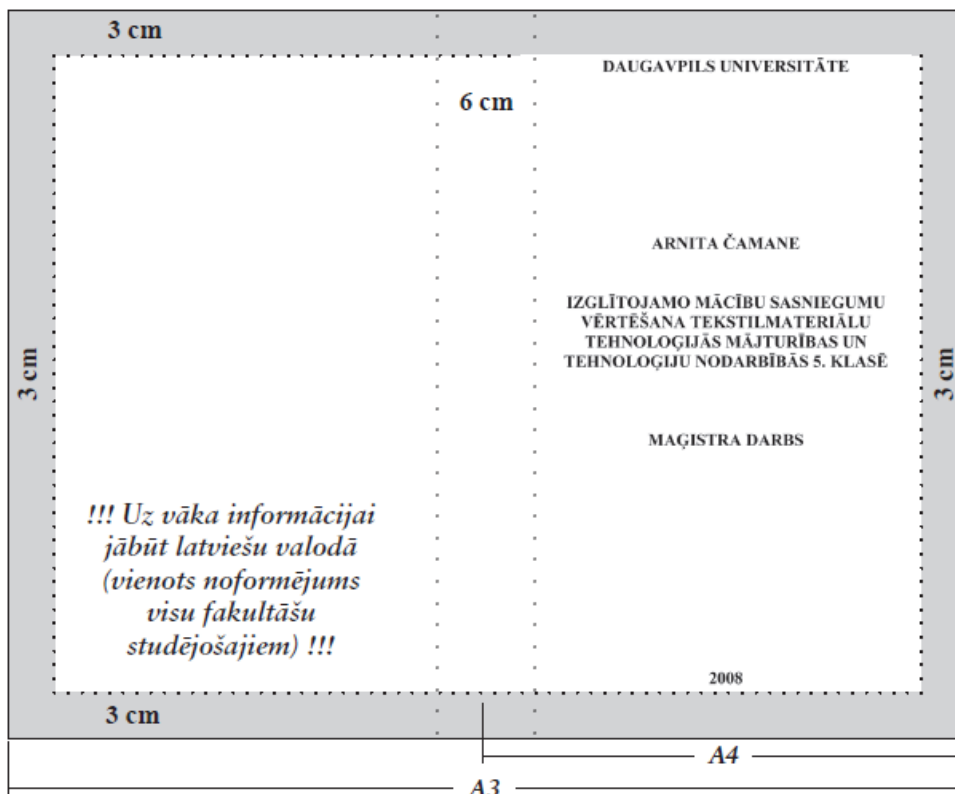 3 cm
DAUGAVPILS UNIVERSITĀTE
6 cm
ARNITA ČAMANE
IZGLĪTOJAMO MĀCĪBU SASNIEGUMU
VĒRTĒŠANA TEKSTILMATERIĀLU
TEHNOLOĢIJĀS MĀJTURĪBAS UN
TEHNOLOĢIJU NODARBĪBĀS 5. KLASĒ
3 cm
3 cm
MAĢISTRA DARBS
!!! Uz vāka informācijai
jābūt latviešu valodā
(vienots noformējums
visu fakultāšu
studējošajiem) !!!
2008
3 cm
A4
A3